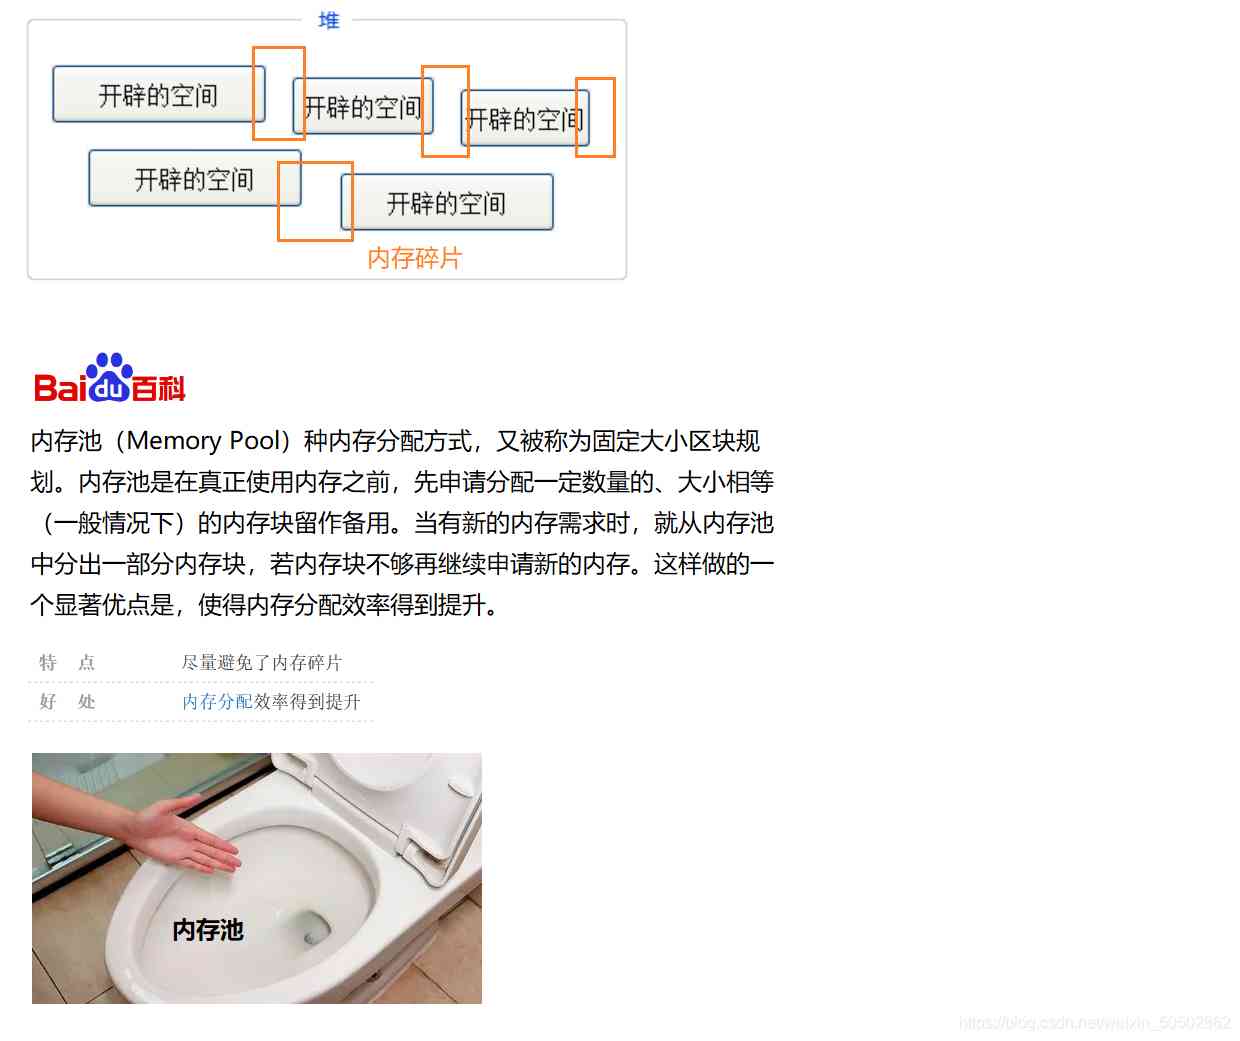 堆
开辟的空间
开辟的空间
开辟的空间
开辟的空间
开辟的空间
内存碎片
Baidu百科
内存池（Memory Pool）种内存分配方式，又被称为固定大小区块规
划。内存池是在真正使用内存之前，先申请分配一定数量的、大小相等
（一般情况下）的内存块留作备用。当有新的内存需求时，就从内存池
中分出一部分内存块，若内存块不够再继续申请新的内存。这样做的一
个显著优点是，使得内存分配效率得到提升。
特 点 尽量避免了内存碎片
好 处 内存分配效率得到提升
内存池
https://blog.csdn.net/weixin_50502862